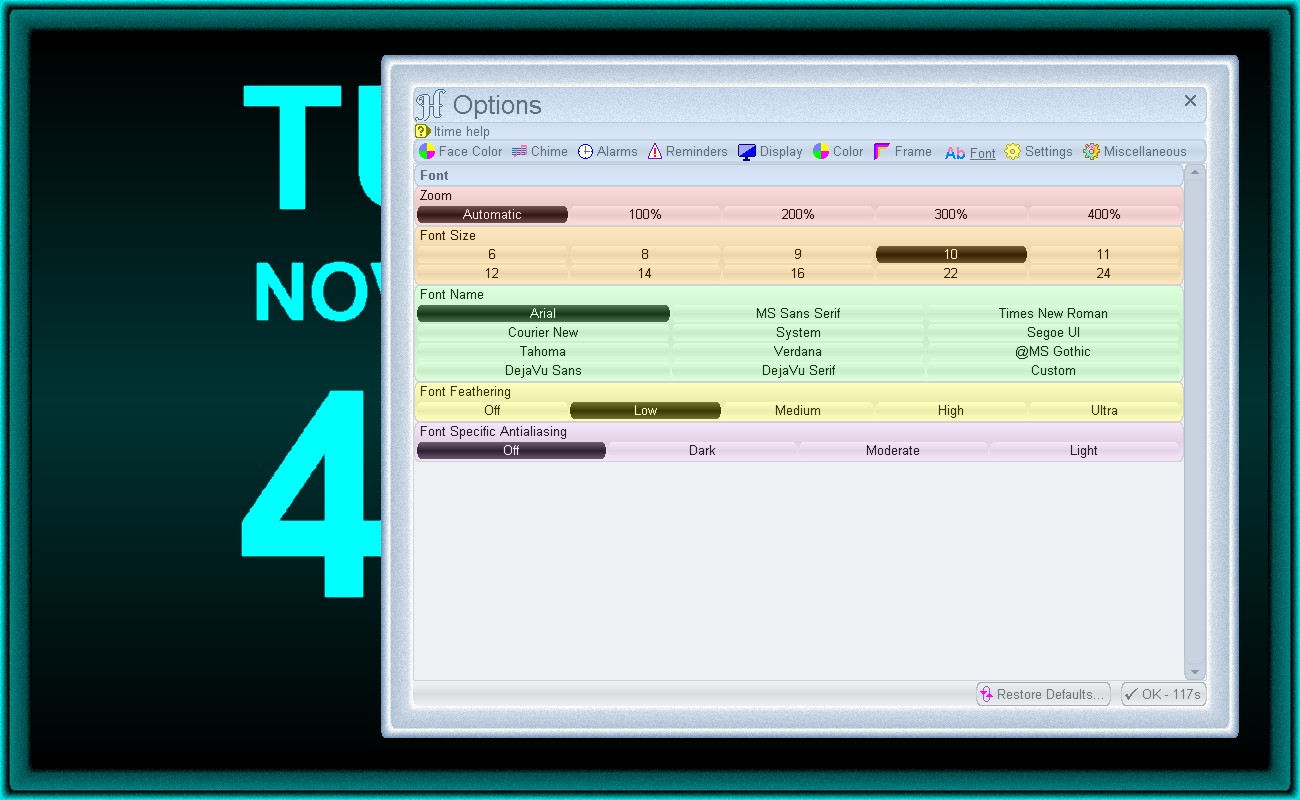 TU
NOV
4
Options
Itime help
Face Color Chime Alarms Reminders Display Color Frame Ab Font Settings Miscellaneous
Font
Zoom
Automatic 100% 200% 300% 400%
Font Size
6 8 9 10 11
12 14 16 22 24
Font Name
Arial MS Sans Serif Times New Roman
Courier New System Segoe UI
Tahoma Verdana @MS Gothic
DejaVu Sans DejaVu Serif Custom
Font Feathering
Off Low Medium High Ultra
Font Specific Antialiasing
Off Dark Moderate Light
Restore Defaults... OK - 117s